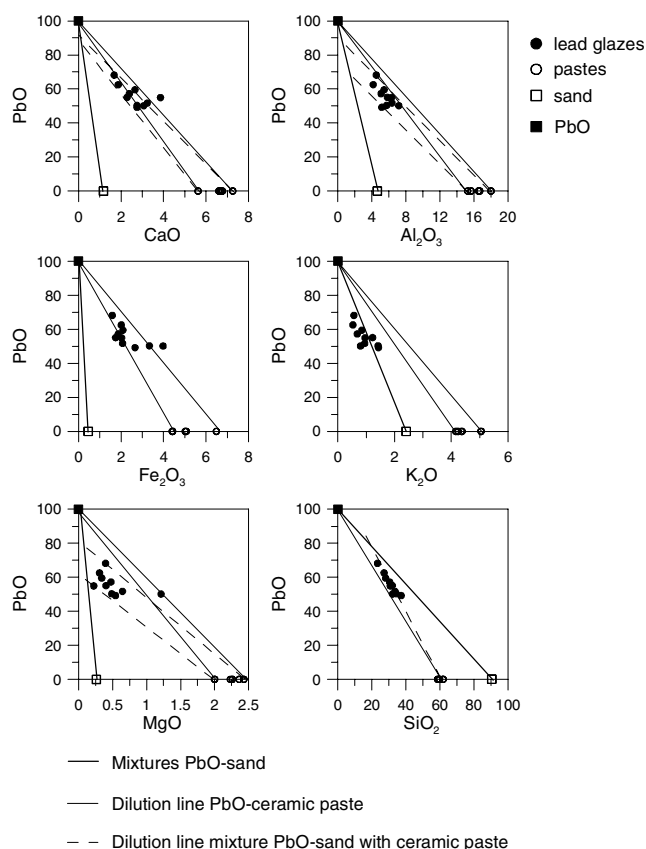 100
80
60
40
20
0
PbO
0 2 4 6 8
CaO
100
80
60
40
20
0
PbO
0 4 8 12 16 20
Al₂O₃
lead glazes
pastes
sand
PbO
100
80
60
40
20
0
PbO
0 2 4 6 8
Fe₂O₃
100
80
60
40
20
0
PbO
0 2 4 6
K₂O
100
80
60
40
20
0
PbO
0 0.5 1 1.5 2 2.5
MgO
100
80
60
40
20
0
PbO
0 20 40 60 80 100
SiO₂
Mixtures PbO-sand
Dilution line PbO-ceramic paste
Dilution line mixture PbO-sand with ceramic paste